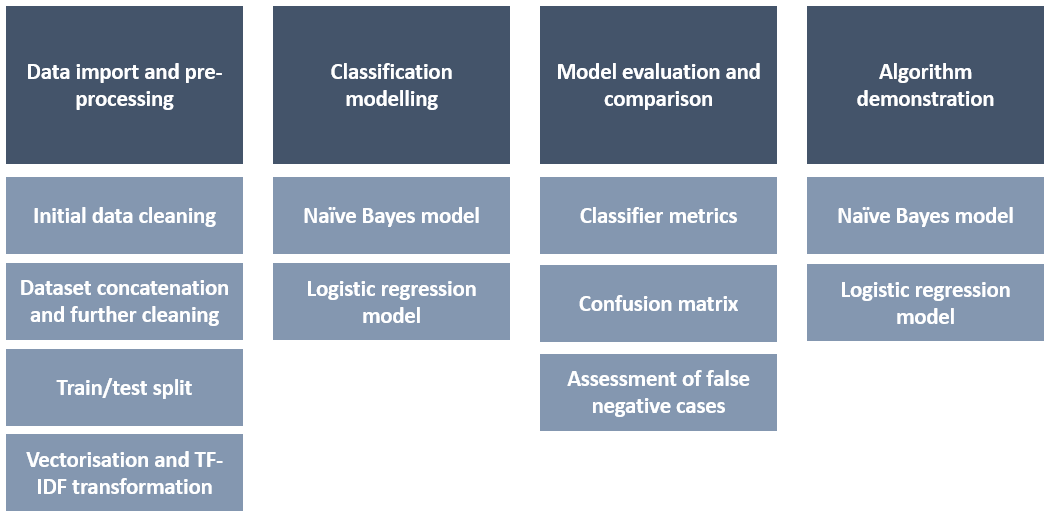 Data import and pre-
processing
Initial data cleaning
Dataset concatenation
and further cleaning
Train/test split
Vectorisation and TF-
IDF transformation
Classification
modelling
Naïve Bayes model
Logistic regression
model
Model evaluation and
comparison
Classifier metrics
Confusion matrix
Assessment of false
negative cases
Algorithm
demonstration
Naïve Bayes model
Logistic regression
model